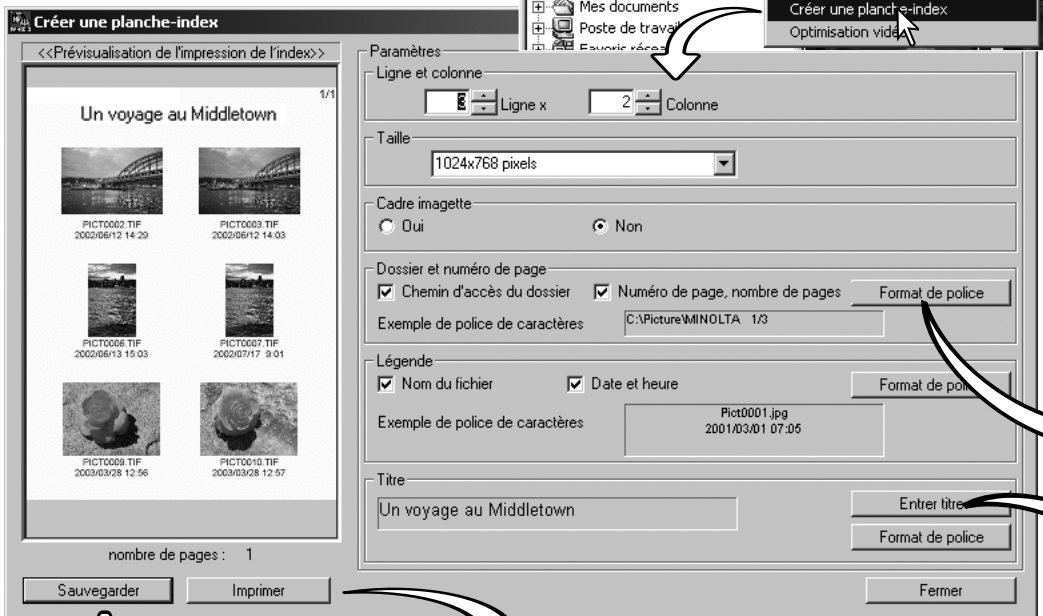 Mes documents
Poste de travail
Favoris résea
Créer une planche-index
Optimisation vidéo
Créer une planche-index
<<Prévisualisation de l'impression de l'index>>
1/1
Un voyage au Middletown
PICT0002.TIF
2002/06/12 14:29
PICT0003.TIF
2002/06/12 14:03
PICT0006.TIF
2002/06/13 15:03
PICT0007.TIF
2002/07/17 9:01
PICT0009.TIF
2003/03/28 12:56
PICT0010.TIF
2003/03/28 12:57
nombre de pages : 1
Sauvegarder
Imprimer
Paramètres
Ligne et colonne
3 Ligne x
2 Colonne
Taille
1024x768 pixels
Cadre imagette
Oui
Non
Dossier et numéro de page
Chemin d'accès du dossier
Numéro de page, nombre de pages
Format de police
Exemple de police de caractères
C:\Picture\MINOLTA 1/3
Légende
Nom du fichier
Date et heure
Format de police
Exemple de police de caractères
Pict0001.jpg
2001/03/01 07:05
Titre
Un voyage au Middletown
Entrer titre
Format de police
Fermer